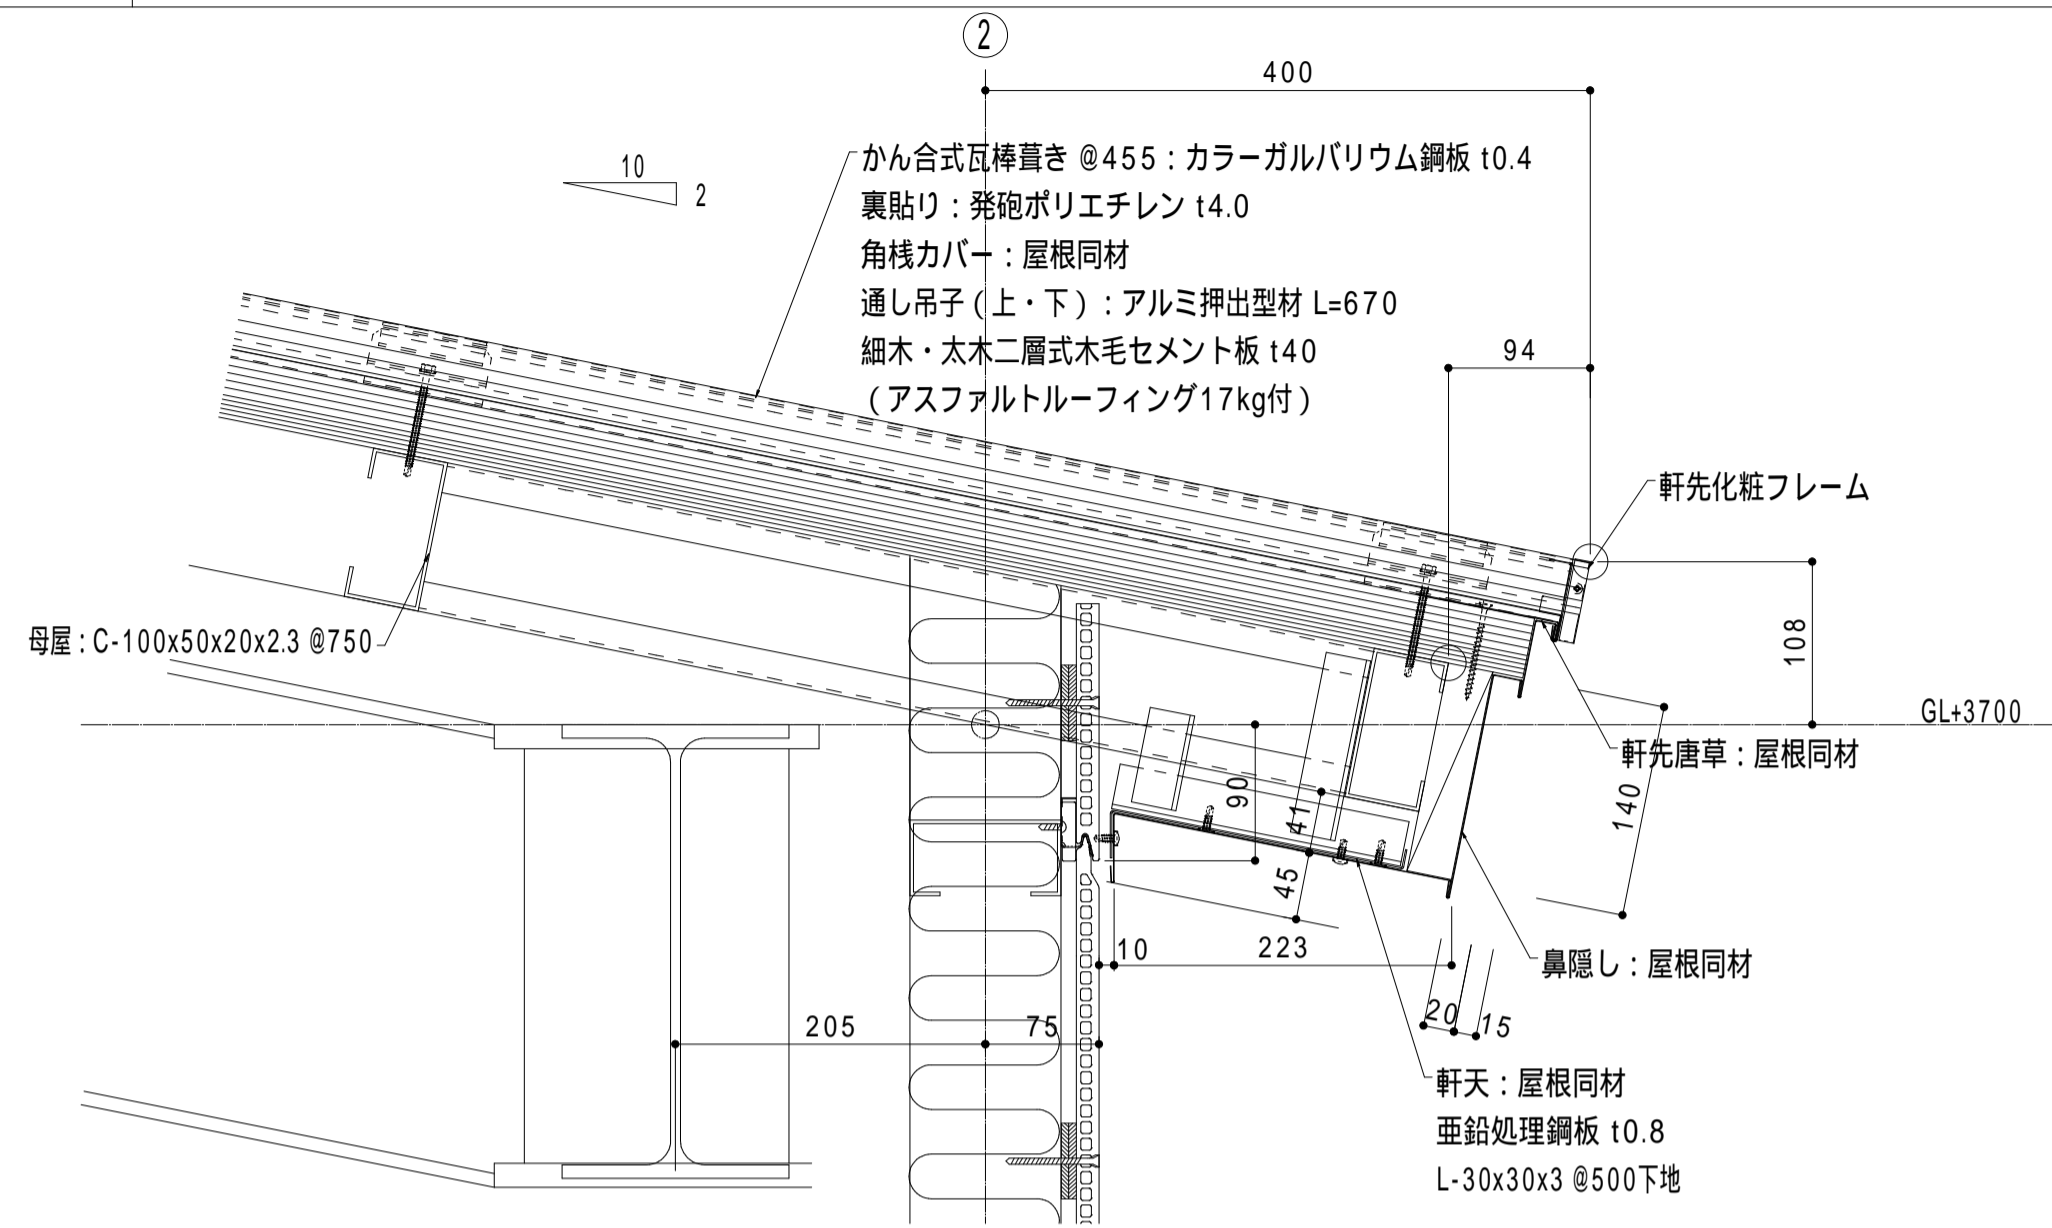 2
400
10
2
かん合式瓦棒葺き @455：カラーガルバリウム鋼板 t0.4
裏貼り：発砲ポリエチレン t4.0
角桟カバー：屋根同材
通し吊子（上・下）：アルミ押出型材 L=670
細木・太木二層式木毛セメント板 t40
（アスファルトルーフィング17kg付）
94
軒先化粧フレーム
108
母屋：C-100x50x20x2.3 @750
GL+3700
軒先唐草：屋根同材
90
41
140
45
10
223
鼻隠し：屋根同材
20
15
205
75
軒天：屋根同材
亜鉛処理鋼板 t0.8
L-30x30x3 @500下地